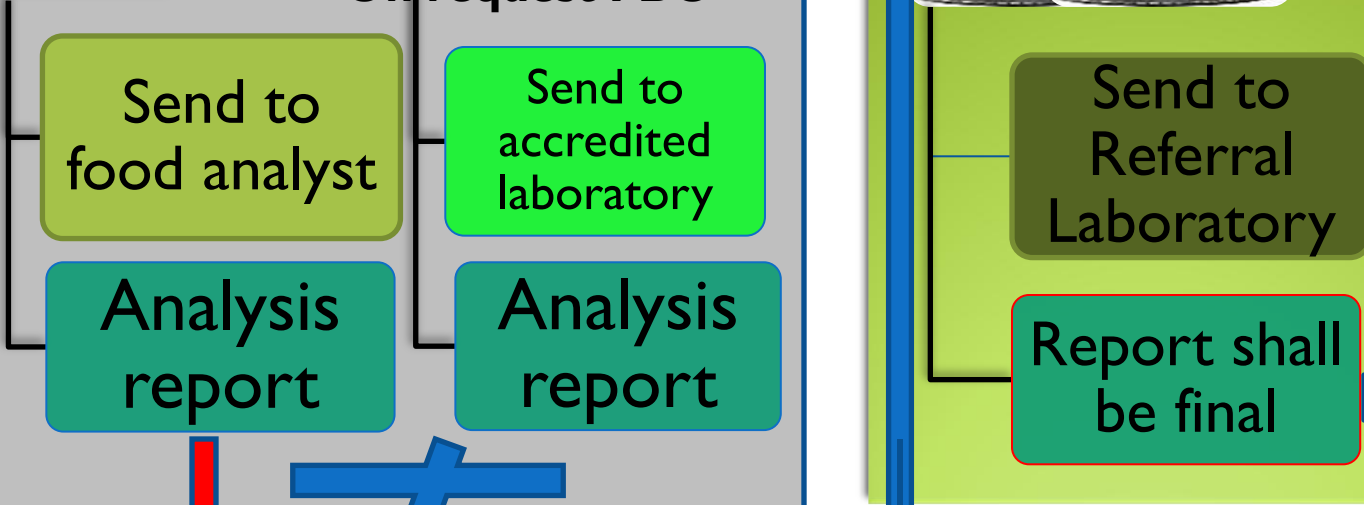 Send to
food analyst
Send to
accredited
laboratory
Analysis
report
Analysis
report
Send to
Referral
Laboratory
Report shall
be final